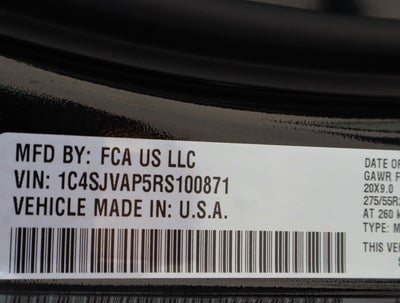 MFD BY: FCA US LLC
VIN: 1C4SJVAP5RS100871
VEHICLE MADE IN: U.S.A.
DATE OF
GAWR F
20X9.0
275/55R
AT 260 k
TYPE: M
THIS VE